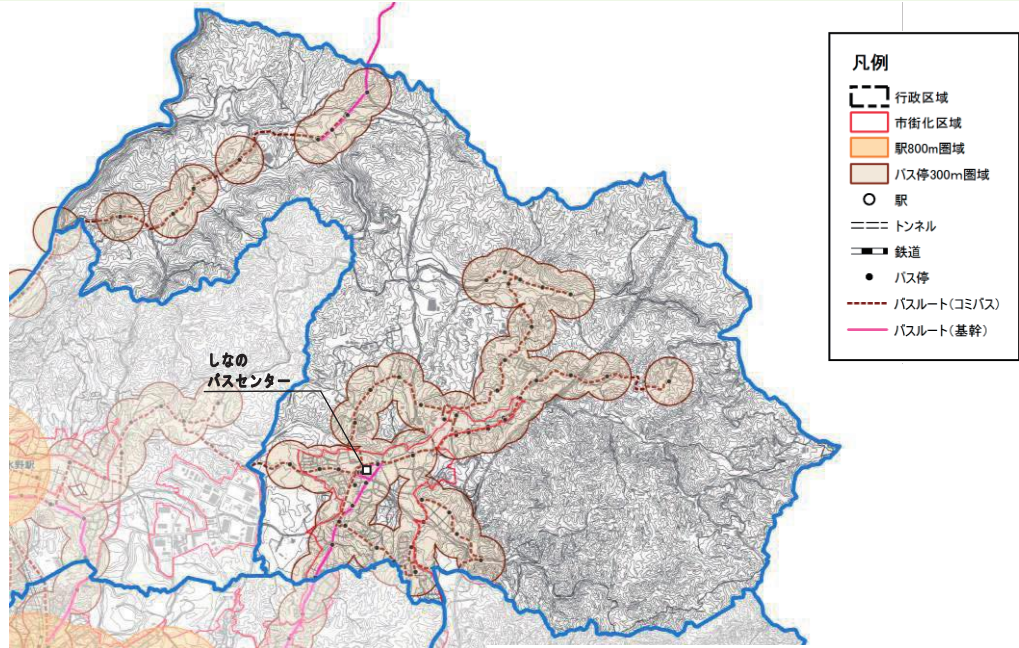 凡例
行政区域
市街化区域
駅800m圏域
バス停300m圏域
駅
トンネル
鉄道
バス停
バスルート(コミバス)
バスルート(基幹)
しなの
バスセンター
水野駅